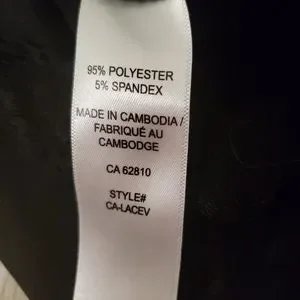 95% POLYESTER
5% SPANDEX
MADE IN CAMBODIA /
FABRIQUÉ AU
CAMBODGE
CA 62810
STYLE#
CA-LACEV